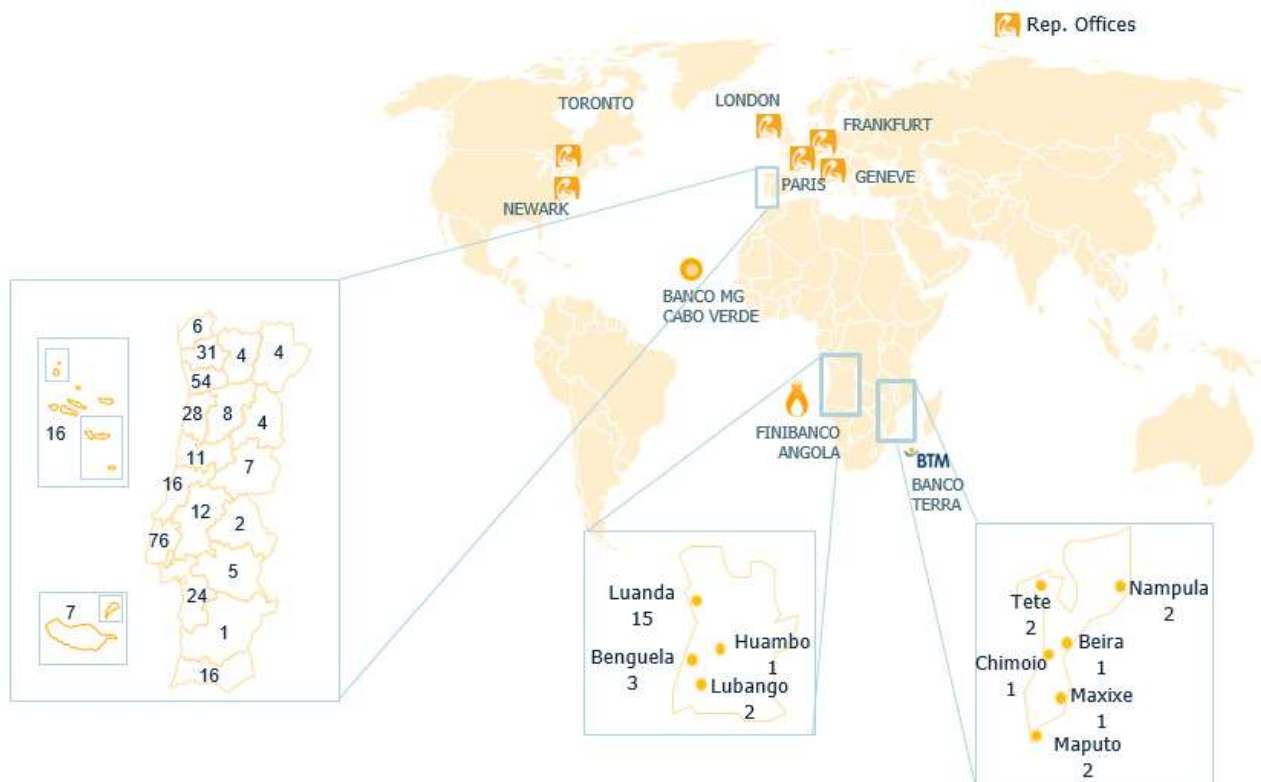 Rep. Offices
TORONTO
LONDON
FRANKFURT
PARIS
GENEVE
NEWARK
BANCO MG
CABO VERDE
FINIBANCO
ANGOLA
BTM
BANCO
TERRA
6
31
4
4
54
28
8
4
16
11
7
16
12
2
76
5
24
7
1
16
Luanda
15
Huambo
1
Benguela
3
Lubango
2
Nampula
2
Tete
2
Beira
1
Chimoio
1
Maxixe
1
Maputo
2